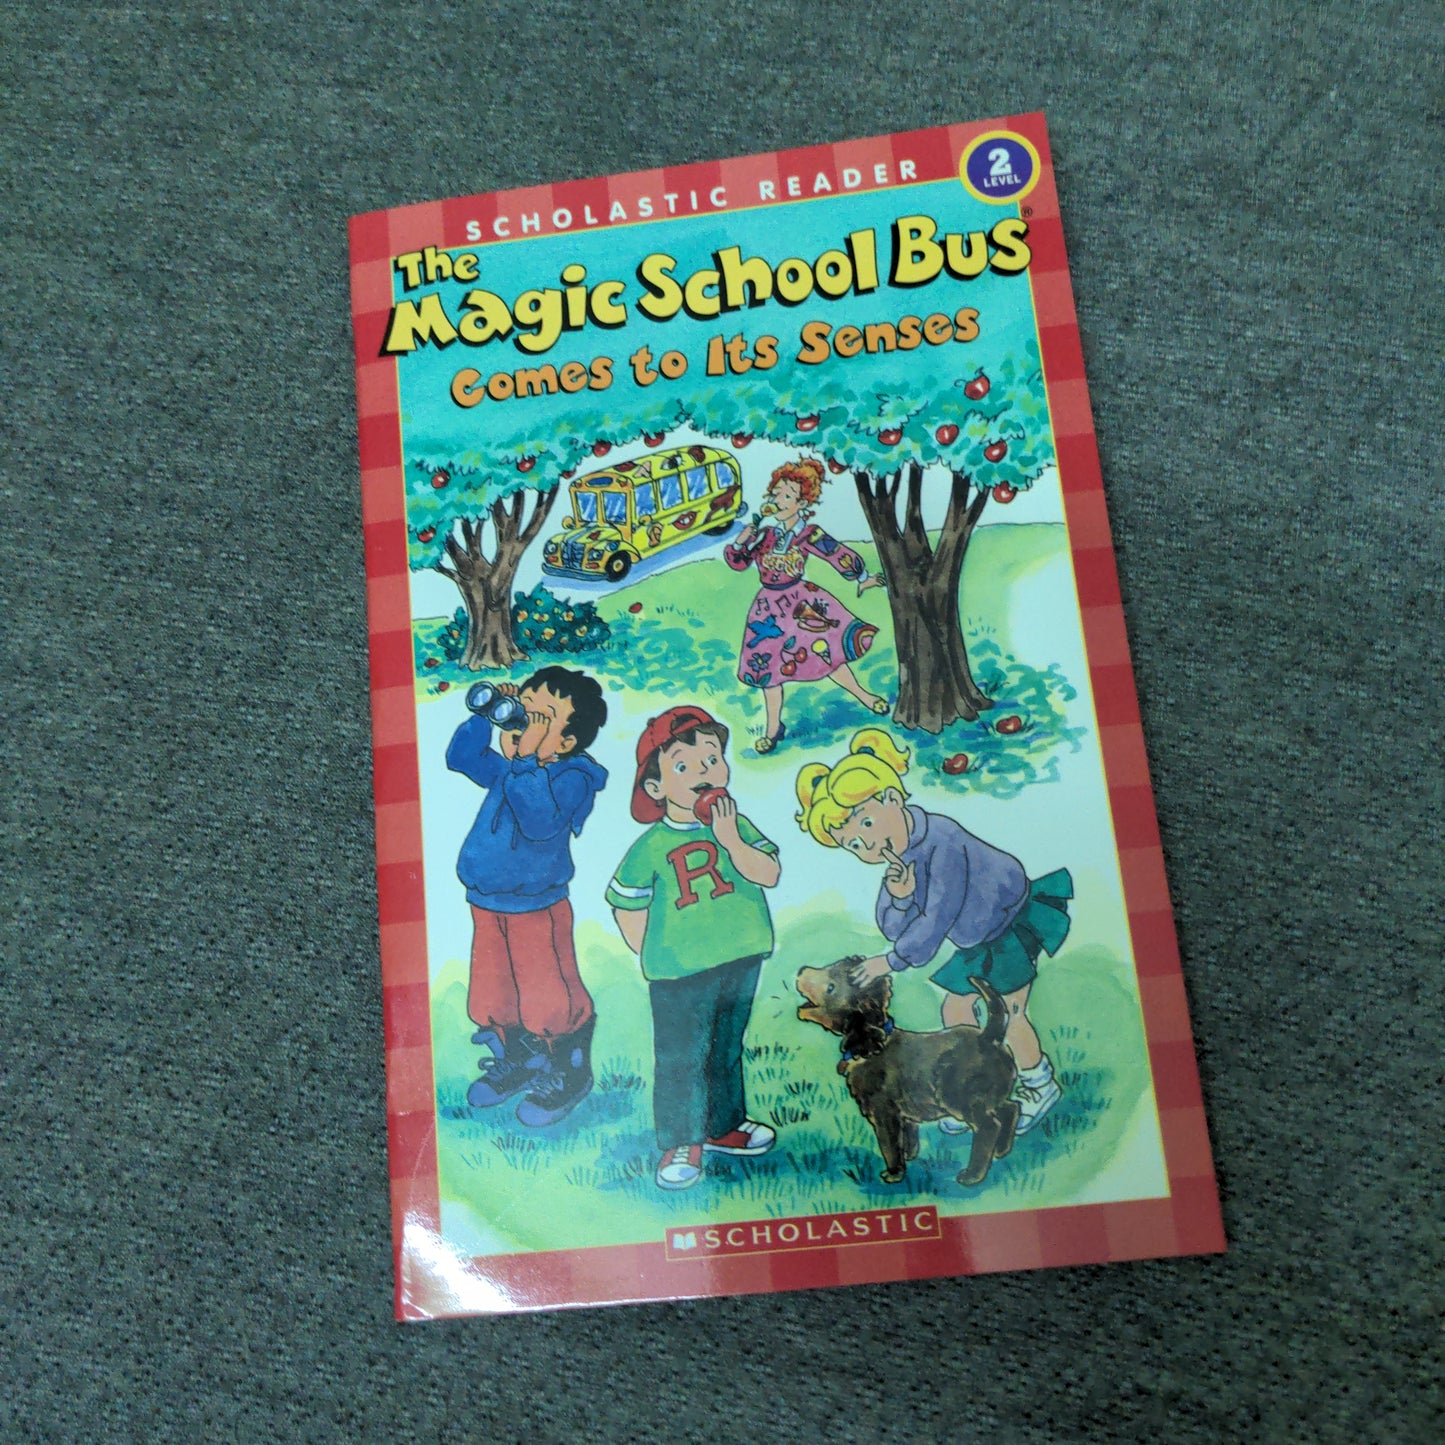 SCHOLASTIC READER
2
LEVEL
The
Magic School Bus®
Comes to Its Senses
R
SCHOLASTIC